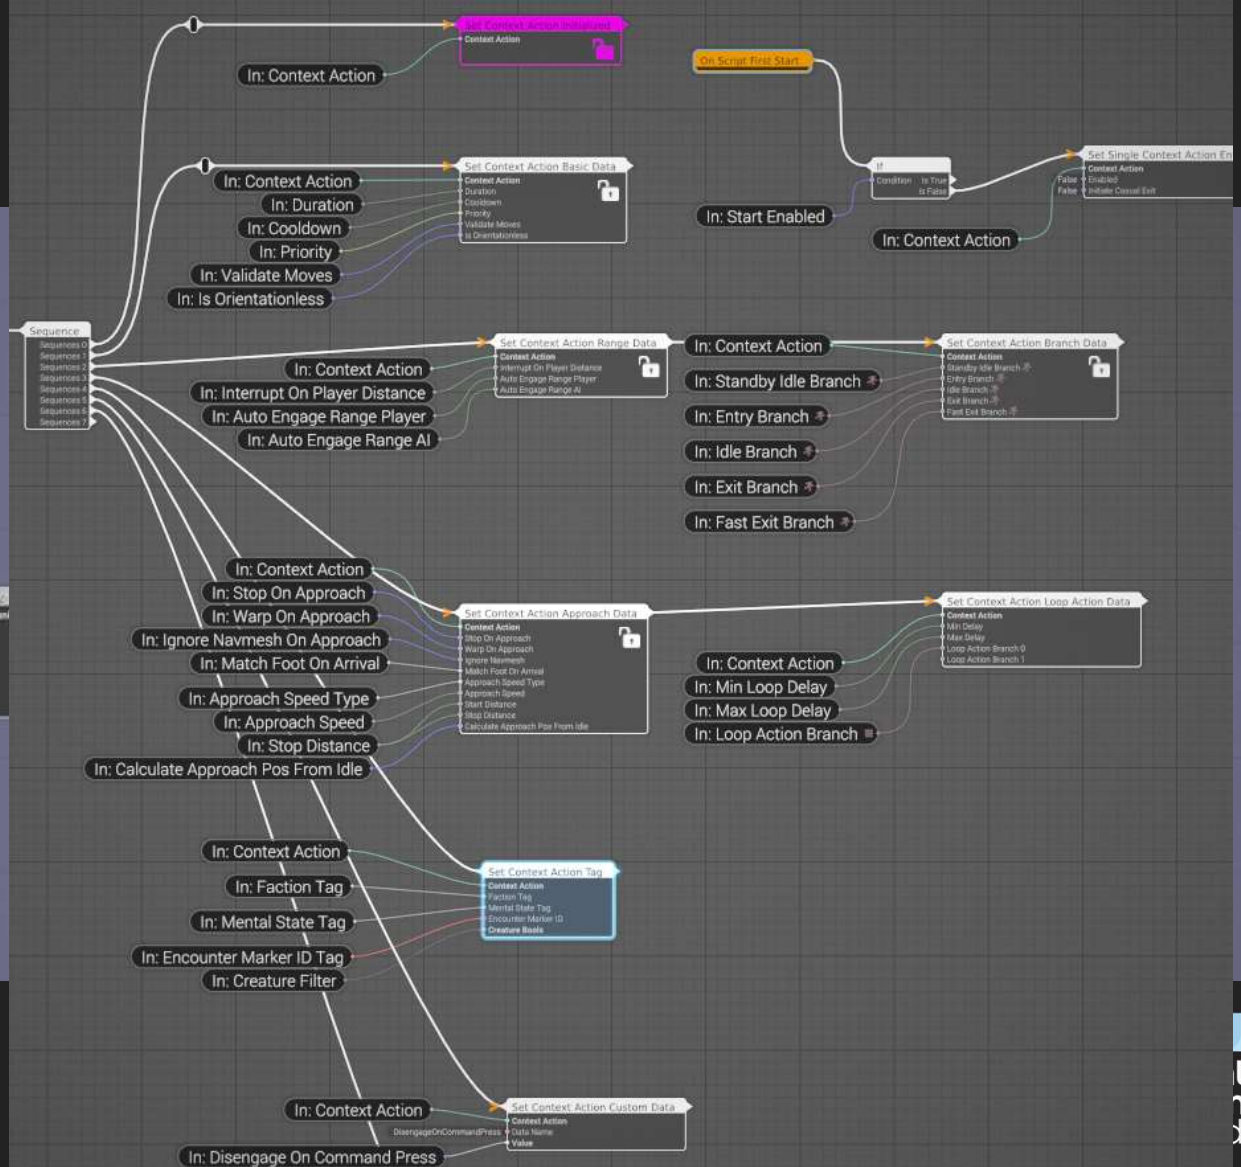 Set Context Action Initialized
Context Action
In: Context Action
On Script First Start
If
Condition Is True
Is False
Set Single Context Action En
Context Action
False Enabled
False Initiate Casual Exit
In: Start Enabled
In: Context Action
Set Context Action Basic Data
Context Action
Duration
Cooldown
Priority
Validate Moves
Is Orientationless
In: Context Action
In: Duration
In: Cooldown
In: Priority
In: Validate Moves
In: Is Orientationless
Sequence
Sequences 0
Sequences 1
Sequences 2
Sequences 3
Sequences 4
Sequences 5
Sequences 6
Sequences 7
Set Context Action Range Data
Context Action
Interrupt On Player Distance
Auto Engage Range Player
Auto Engage Range AI
In: Context Action
In: Interrupt On Player Distance
In: Auto Engage Range Player
In: Auto Engage Range AI
Set Context Action Branch Data
Context Action
Standby Idle Branch
Entry Branch
Idle Branch
Exit Branch
Fast Exit Branch
In: Context Action
In: Standby Idle Branch
In: Entry Branch
In: Idle Branch
In: Exit Branch
In: Fast Exit Branch
In: Context Action
In: Stop On Approach
In: Warp On Approach
In: Ignore Navmesh On Approach
In: Match Foot On Arrival
In: Approach Speed Type
In: Approach Speed
In: Stop Distance
In: Calculate Approach Pos From Idle
Set Context Action Approach Data
Context Action
Stop On Approach
Warp On Approach
Ignore Navmesh
Match Foot On Arrival
Approach Speed Type
Approach Speed
Start Distance
Stop Distance
Calculate Approach Pos From Idle
Set Context Action Loop Action Data
Context Action
Min Delay
Max Delay
Loop Action Branch 0
Loop Action Branch 1
In: Context Action
In: Min Loop Delay
In: Max Loop Delay
In: Loop Action Branch
In: Context Action
In: Faction Tag
In: Mental State Tag
In: Encounter Marker ID Tag
In: Creature Filter
Set Context Action Tag
Context Action
Faction Tag
Mental State Tag
Encounter Marker ID
Creature Bools
Set Context Action Custom Data
Context Action
DisengageOnCommandPress Data Name
Value
In: Context Action
In: Disengage On Command Press